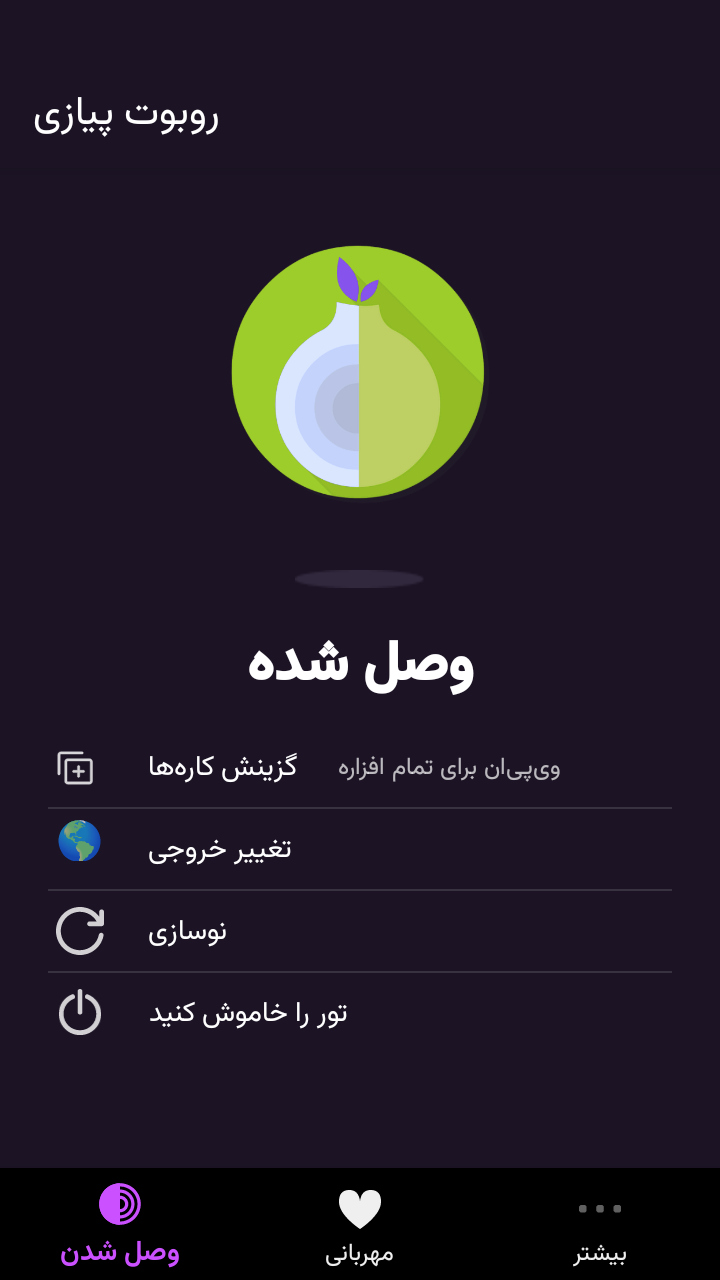 روبوت پیازی
وصل شده
گزینش کاره‌ها
وی‌پی‌ان برای تمام افزاره
تغییر خروجی
نوسازی
تور را خاموش کنید
وصل شدن
مهربانی
بیشتر